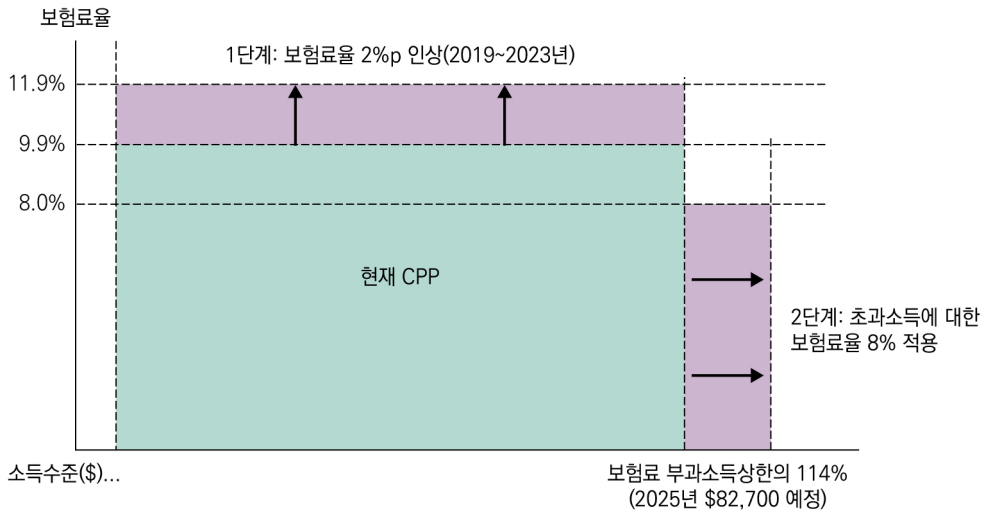 보험료율
1단계: 보험료율 2%p 인상(2019~2023년)
11.9%
9.9%
8.0%
현재 CPP
2단계: 초과소득에 대한
보험료율 8% 적용
소득수준($)...
보험료 부과소득상한의 114%
(2025년 $82,700 예정)